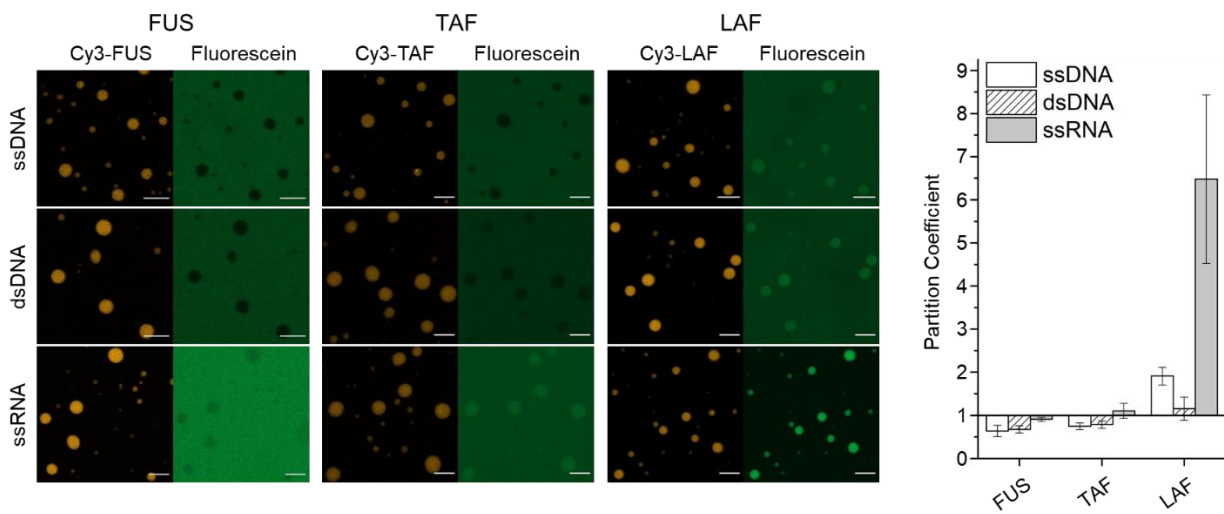 FUS TAF LAF
Cy3-FUS Fluorescein Cy3-TAF Fluorescein Cy3-LAF Fluorescein
ssDNA
dsDNA
ssRNA
Partition Coefficient
9
8
7
6
5
4
3
2
1
0
ssDNA
dsDNA
ssRNA
FUS TAF LAF